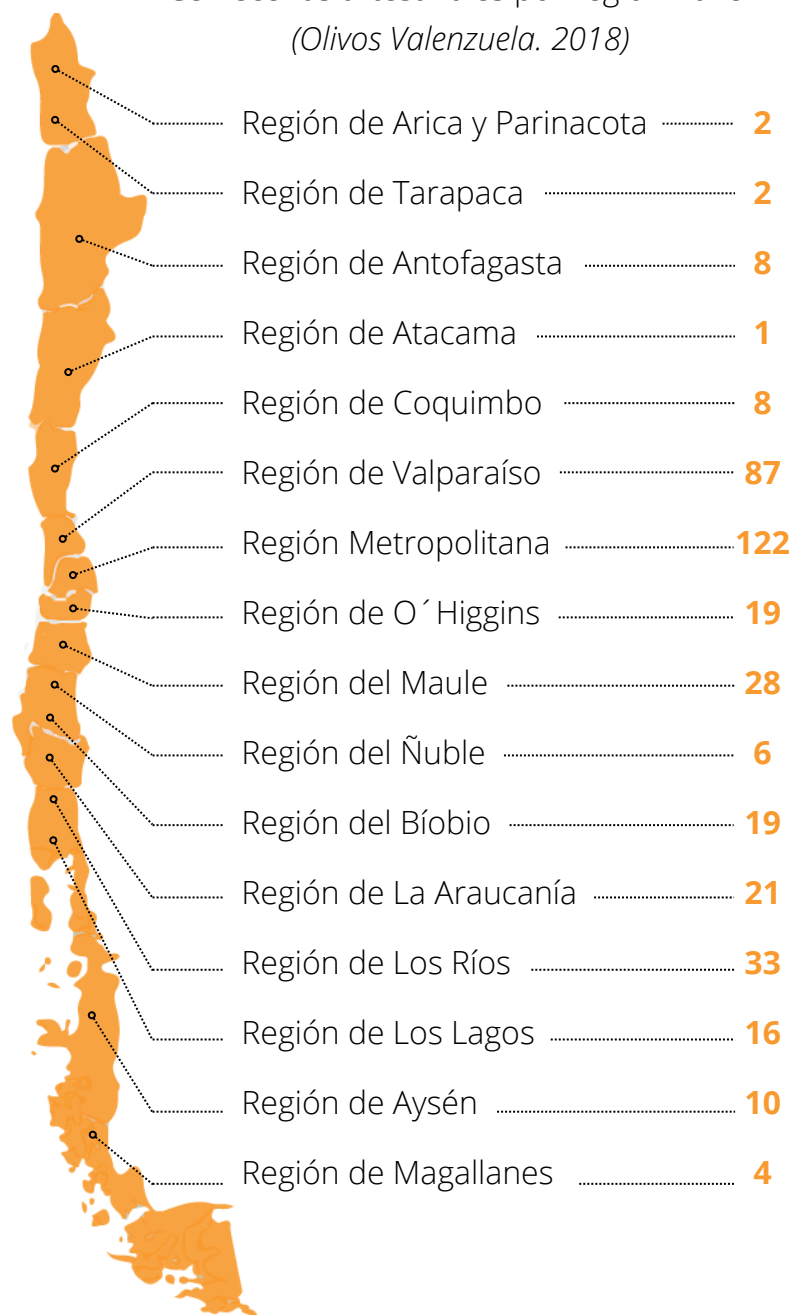 (Olivos Valenzuela. 2018)
Región de Arica y Parinacota 2
Región de Tarapaca 2
Región de Antofagasta 8
Región de Atacama 1
Región de Coquimbo 8
Región de Valparaíso 87
Región Metropolitana 122
Región de O´Higgins 19
Región del Maule 28
Región del Ñuble 6
Región del Bíobio 19
Región de La Araucanía 21
Región de Los Ríos 33
Región de Los Lagos 16
Región de Aysén 10
Región de Magallanes 4